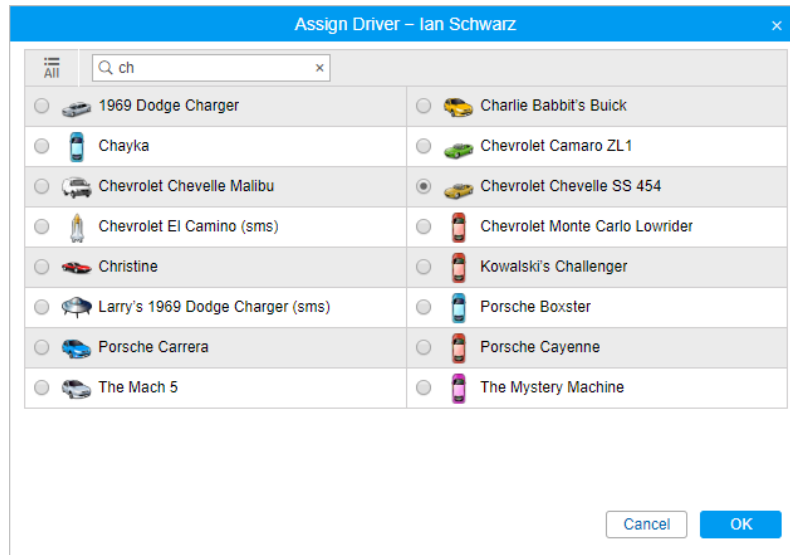 Assign Driver – Ian Schwarz ×
All ch ×
1969 Dodge Charger Charlie Babbit's Buick
Chayka Chevrolet Camaro ZL1
Chevrolet Chevelle Malibu Chevrolet Chevelle SS 454
Chevrolet El Camino (sms) Chevrolet Monte Carlo Lowrider
Christine Kowalski's Challenger
Larry's 1969 Dodge Charger (sms) Porsche Boxster
Porsche Carrera Porsche Cayenne
The Mach 5 The Mystery Machine
Cancel OK